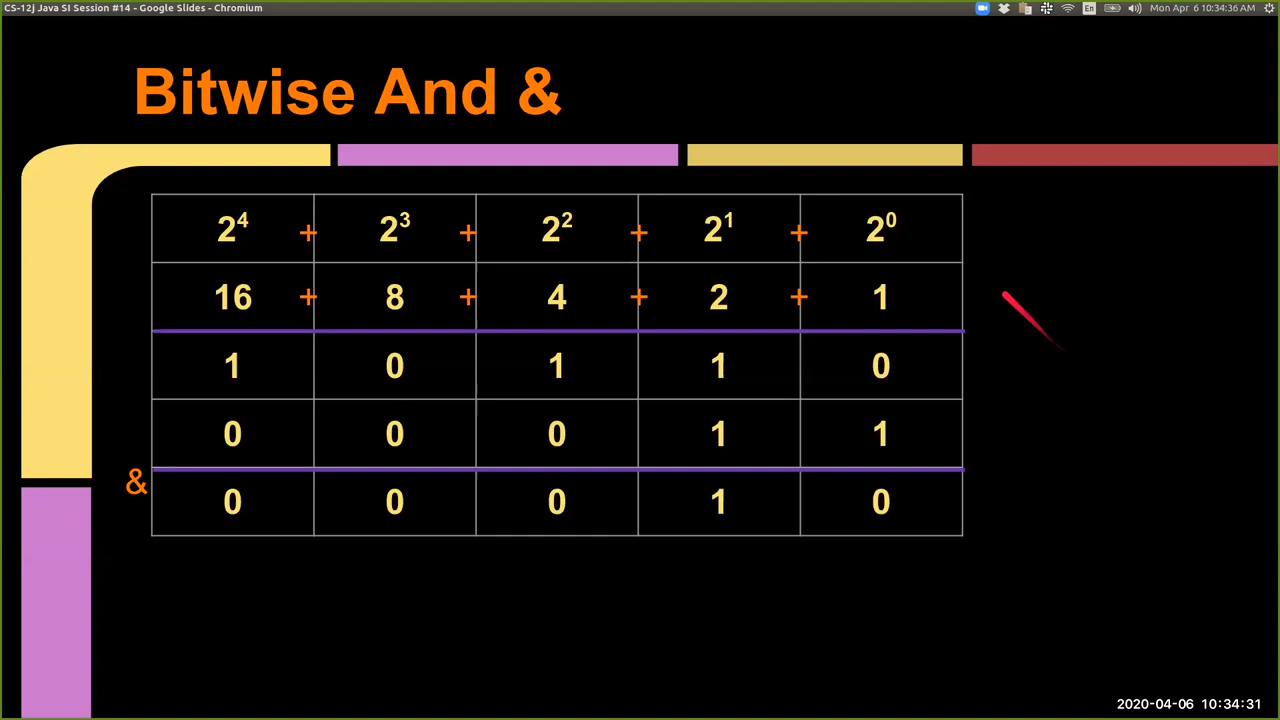 CS-12j Java SI Session #14 - Google Slides - Chromium
En
Mon Apr 6 10:34:36 AM
Bitwise And &
2⁴ + 2³ + 2² + 2¹ + 2⁰
16 + 8 + 4 + 2 + 1
1 0 1 1 0
0 0 0 1 1
&
0 0 0 1 0
2020-04-06 10:34:31